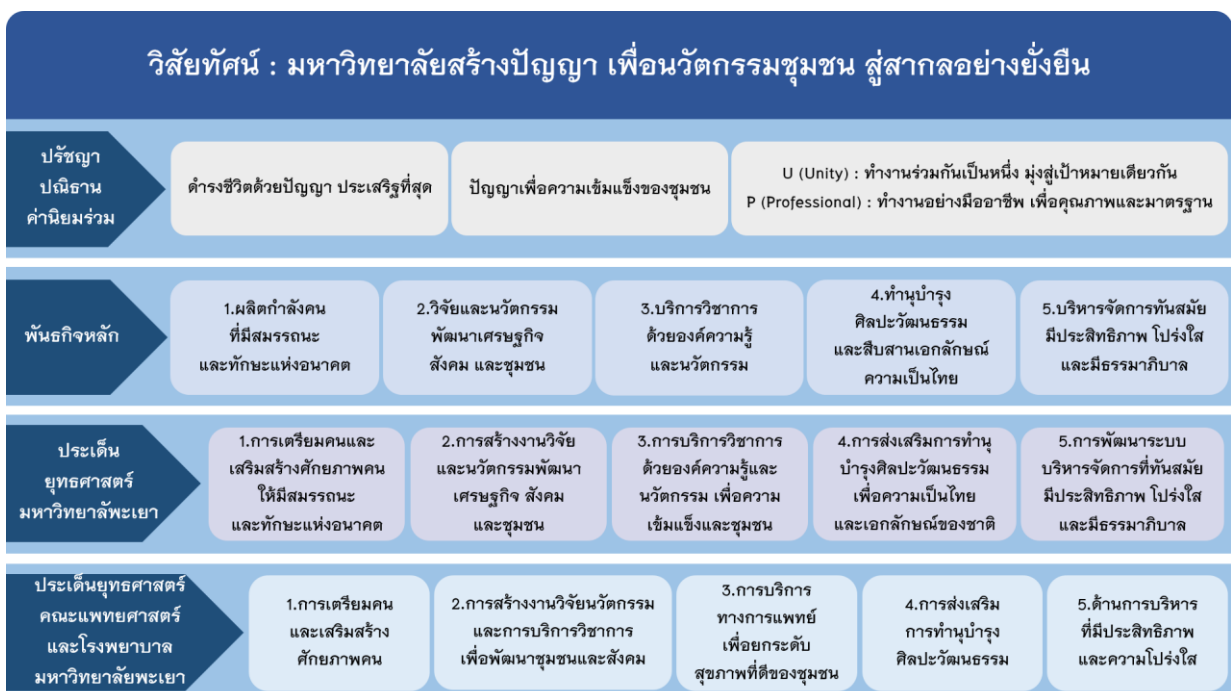 วิสัยทัศน์ : มหาวิทยาลัยสร้างปัญญา เพื่อนวัตกรรมชุมชน สู่สากลอย่างยั่งยืน
ปรัชญา
ปณิธาน
ค่านิยมร่วม
ดำรงชีวิตด้วยปัญญา ประเสริฐที่สุด
ปัญญาเพื่อความเข้มแข็งของชุมชน
U (Unity) : ทำงานร่วมกันเป็นหนึ่ง มุ่งสู่เป้าหมายเดียวกัน
P (Professional) : ทำงานอย่างมืออาชีพ เพื่อคุณภาพและมาตรฐาน
พันธกิจหลัก
1.ผลิตกำลังคน
ที่มีสมรรถนะ
และทักษะแห่งอนาคต
2.วิจัยและนวัตกรรม
พัฒนาเศรษฐกิจ
สังคม และชุมชน
3.บริการวิชาการ
ด้วยองค์ความรู้
และนวัตกรรม
4.ทำนุบำรุง
ศิลปะวัฒนธรรม
และสืบสานเอกลักษณ์
ความเป็นไทย
5.บริหารจัดการทันสมัย
มีประสิทธิภาพ โปร่งใส
และมีธรรมาภิบาล
ประเด็น
ยุทธศาสตร์
มหาวิทยาลัพะเยา
1.การเตรียมคนและ
เสริมสร้างศักยภาพคน
ให้มีสมรรถนะ
และทักษะแห่งอนาคต
2.การสร้างงานวิจัย
และนวัตกรรมพัฒนา
เศรษฐกิจ สังคม
และชุมชน
3.การบริการวิชาการ
ด้วยองค์ความรู้และ
นวัตกรรม เพื่อความ
เข้มแข็งและชุมชน
4.การส่งเสริมการทำนุ
บำรุงศิลปะวัฒนธรรม
เพื่อความเป็นไทย
และเอกลักษณ์ของชาติ
5.การพัฒนาระบบ
บริหารจัดการที่ทันสมัย
มีประสิทธิภาพ โปร่งใส
และมีธรรมาภิบาล
ประเด็นยุทธศาสตร์
คณะแพทยศาสตร์
และโรงพยาบาล
มหาวิทยาลัยพะเยา
1.การเตรียมคน
และเสริมสร้าง
ศักยภาพคน
2.การสร้างงานวิจัยนวัตกรรม
และการบริการวิชาการ
เพื่อพัฒนาชุมชนและสังคม
3.การบริการ
ทางการแพทย์
เพื่อยกระดับ
สุขภาพที่ดีของชุมชน
4.การส่งเสริม
การทำนุบำรุง
ศิลปะวัฒนธรรม
5.ด้านการบริหาร
ที่มีประสิทธิภาพ
และความโปร่งใส